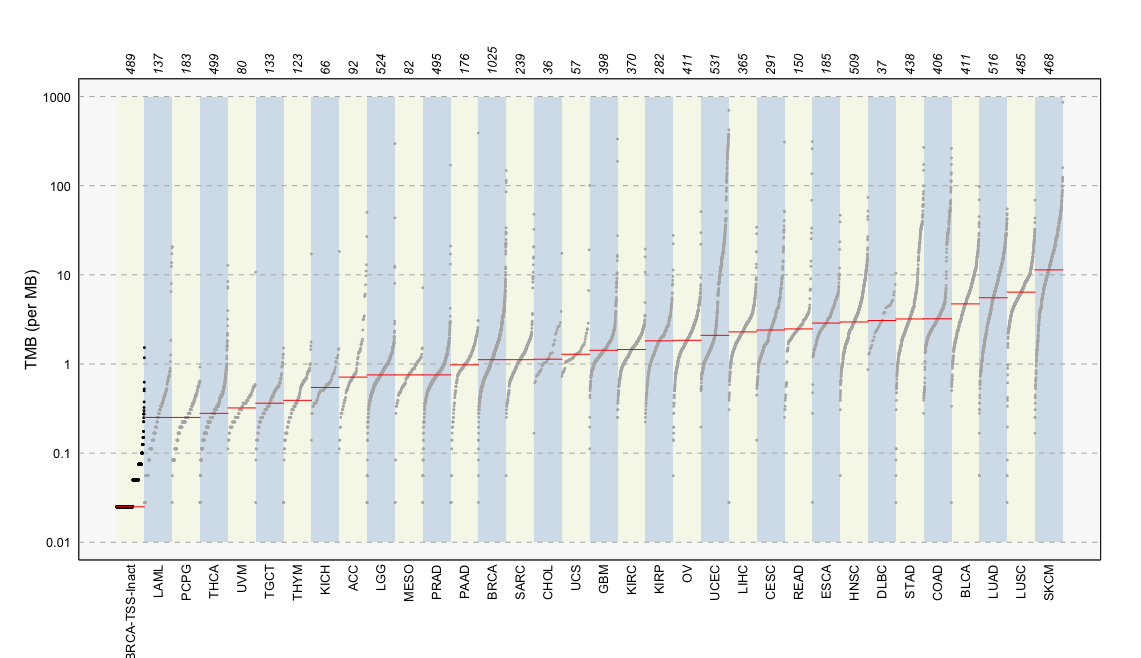 489 137 183 499 80 133 123 66 92 524 82 495 176 1025 239 36 57 398 370 282 411 531 365 291 150 185 509 37 438 406 411 516 485 468
TMB (per MB)
1000
100
10
1
0.1
0.01
BRCA-TSS-Inact LAML PCPG THCA UVM TGCT THYM KICH ACC LGG MESO PRAD PAAD BRCA SARC CHOL UCS GBM KIRC KIRP OV UCEC LIHC CESC READ ESCA HNSC DLBC STAD COAD BLCA LUAD LUSC SKCM